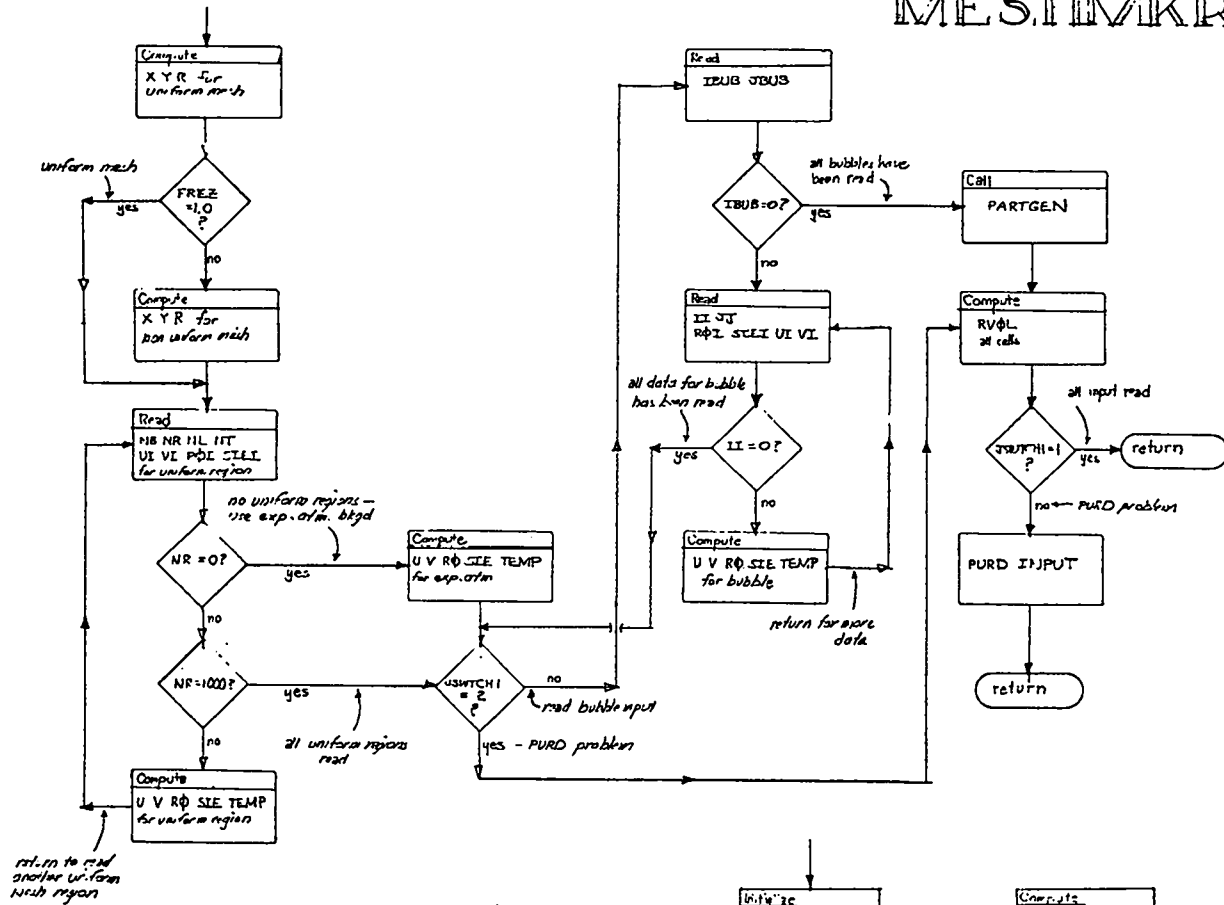 MESHMKR
Compute
X Y R for
uniform mesh
uniform mesh
FREZ
=1.0
?
yes
no
Compute
X Y R for
non uniform mesh
Read
NB NR NL NT
UI VI RØI SIEI
for uniform region
no uniform regions —
use exp. atm. bkgd
NR = 0?
yes
no
Compute
U V RØ SIE TEMP
for exp. atm
NR=1000?
yes
no
all uniform regions
read
JSWTCH1
= 2
?
no
read bubble input
yes - PURD problem
Compute
U V RØ SIE TEMP
for uniform region
return to read
another uniform
mesh region
Read
IBUB JBUB
all bubbles have
been read
IBUB=0?
yes
no
Read
II JJ
RØI SIEI UI VI
all data for bubble
has been read
II = 0?
yes
no
Compute
U V RØ SIE TEMP
for bubble
return for more
data
Call
PARTGEN
Compute
RVØL
all cells
all input read
JSWTCH1=1
?
yes
return
no
PURD problem
PURD INPUT
return
Initialize
Compute